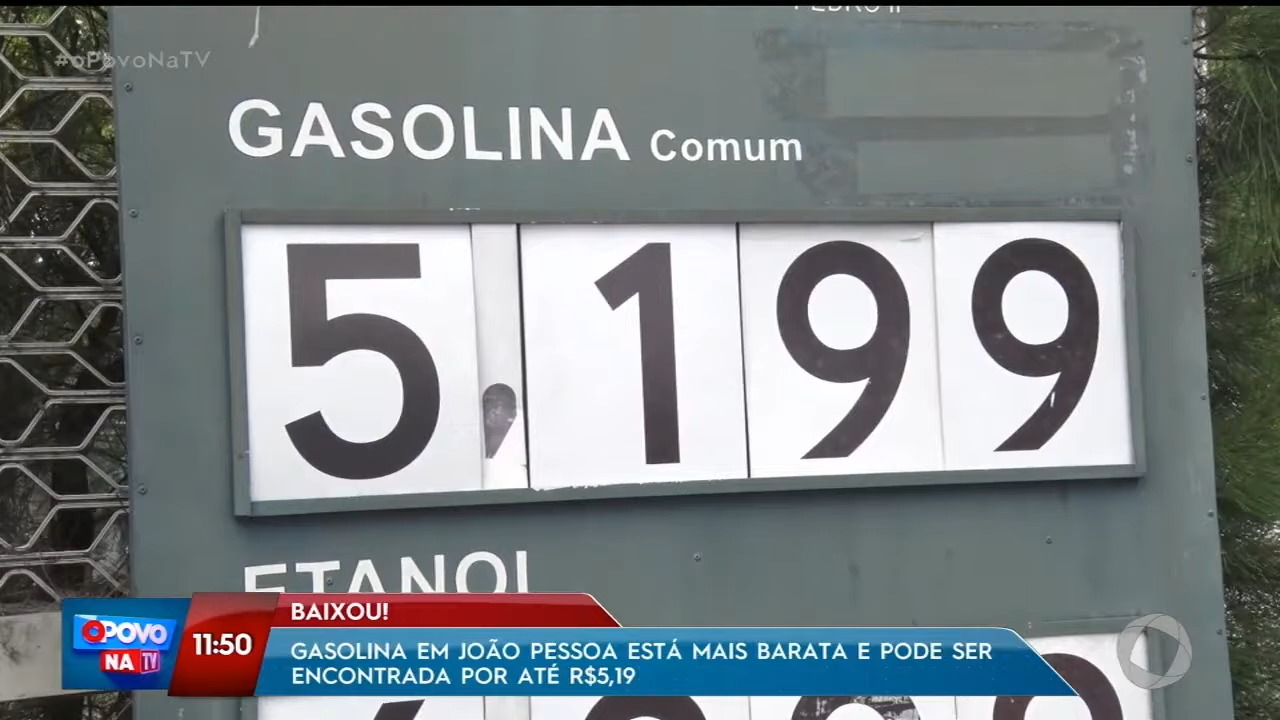 #oPovoNaTV
GASOLINA Comum
5,199
ETANOL
BAIXOU!
OPOVO
NA TV
11:50
GASOLINA EM JOÃO PESSOA ESTÁ MAIS BARATA E PODE SER
ENCONTRADA POR ATÉ R$5,19